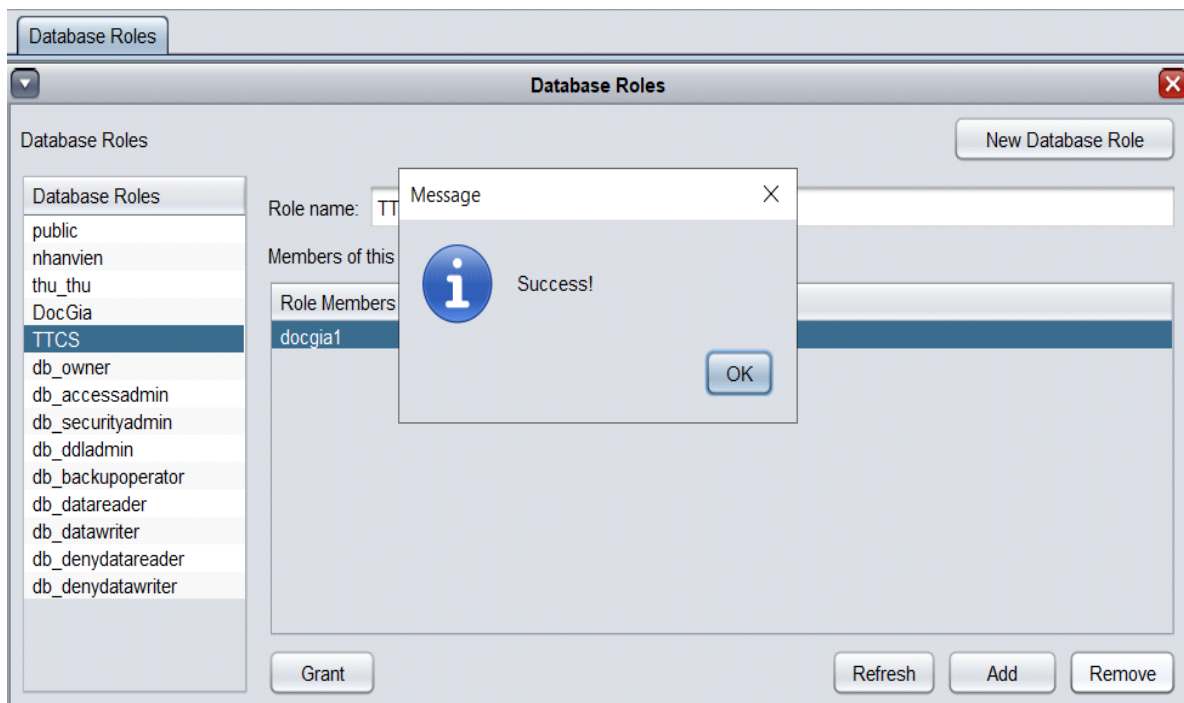 Database Roles
Database Roles
Database Roles
New Database Role
Database Roles
public
nhanvien
thu_thu
DocGia
TTCS
db_owner
db_accessadmin
db_securityadmin
db_ddladmin
db_backupoperator
db_datareader
db_datawriter
db_denydatareader
db_denydatawriter
Role name: TT
Members of this
Role Members
docgia1
Message
Success!
OK
Grant
Refresh
Add
Remove